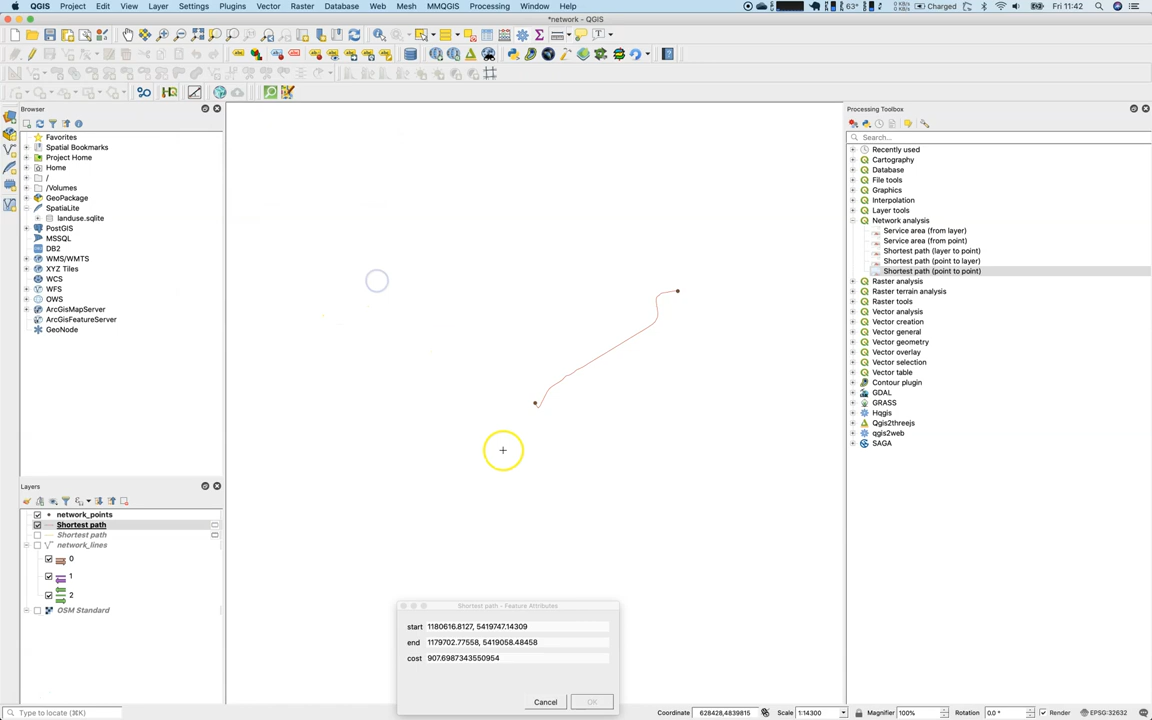 QGIS Project Edit View Layer Settings Plugins Vector Raster Database Web Mesh MMQGIS Processing Window Help
63° 0 KB/s 0 KB/s Charged Fri 11:42
*network - QGIS
Browser
Favorites
Spatial Bookmarks
Project Home
Home
/
/Volumes
GeoPackage
SpatiaLite
landuse.sqlite
PostGIS
MSSQL
DB2
WMS/WMTS
XYZ Tiles
WCS
WFS
OWS
ArcGisMapServer
ArcGisFeatureServer
GeoNode
Layers
network_points
Shortest path
Shortest path
network_lines
0
1
2
OSM Standard
Shortest path - Feature Attributes
start 1180616.8127, 5419747.14309
end 1179702.77558, 5419058.48458
cost 907.6987343550954
Cancel OK
Processing Toolbox
Search...
Recently used
Cartography
Database
File tools
Graphics
Interpolation
Layer tools
Network analysis
Service area (from layer)
Service area (from point)
Shortest path (layer to point)
Shortest path (point to layer)
Shortest path (point to point)
Raster analysis
Raster terrain analysis
Raster tools
Vector analysis
Vector creation
Vector general
Vector geometry
Vector overlay
Vector selection
Vector table
Contour plugin
GDAL
GRASS
Hqgis
Qgis2threejs
qgis2web
SAGA
Type to locate (⌘K)
Coordinate 628428,4839815 Scale 1:14300 Magnifier 100% Rotation 0.0 ° Render EPSG:32632